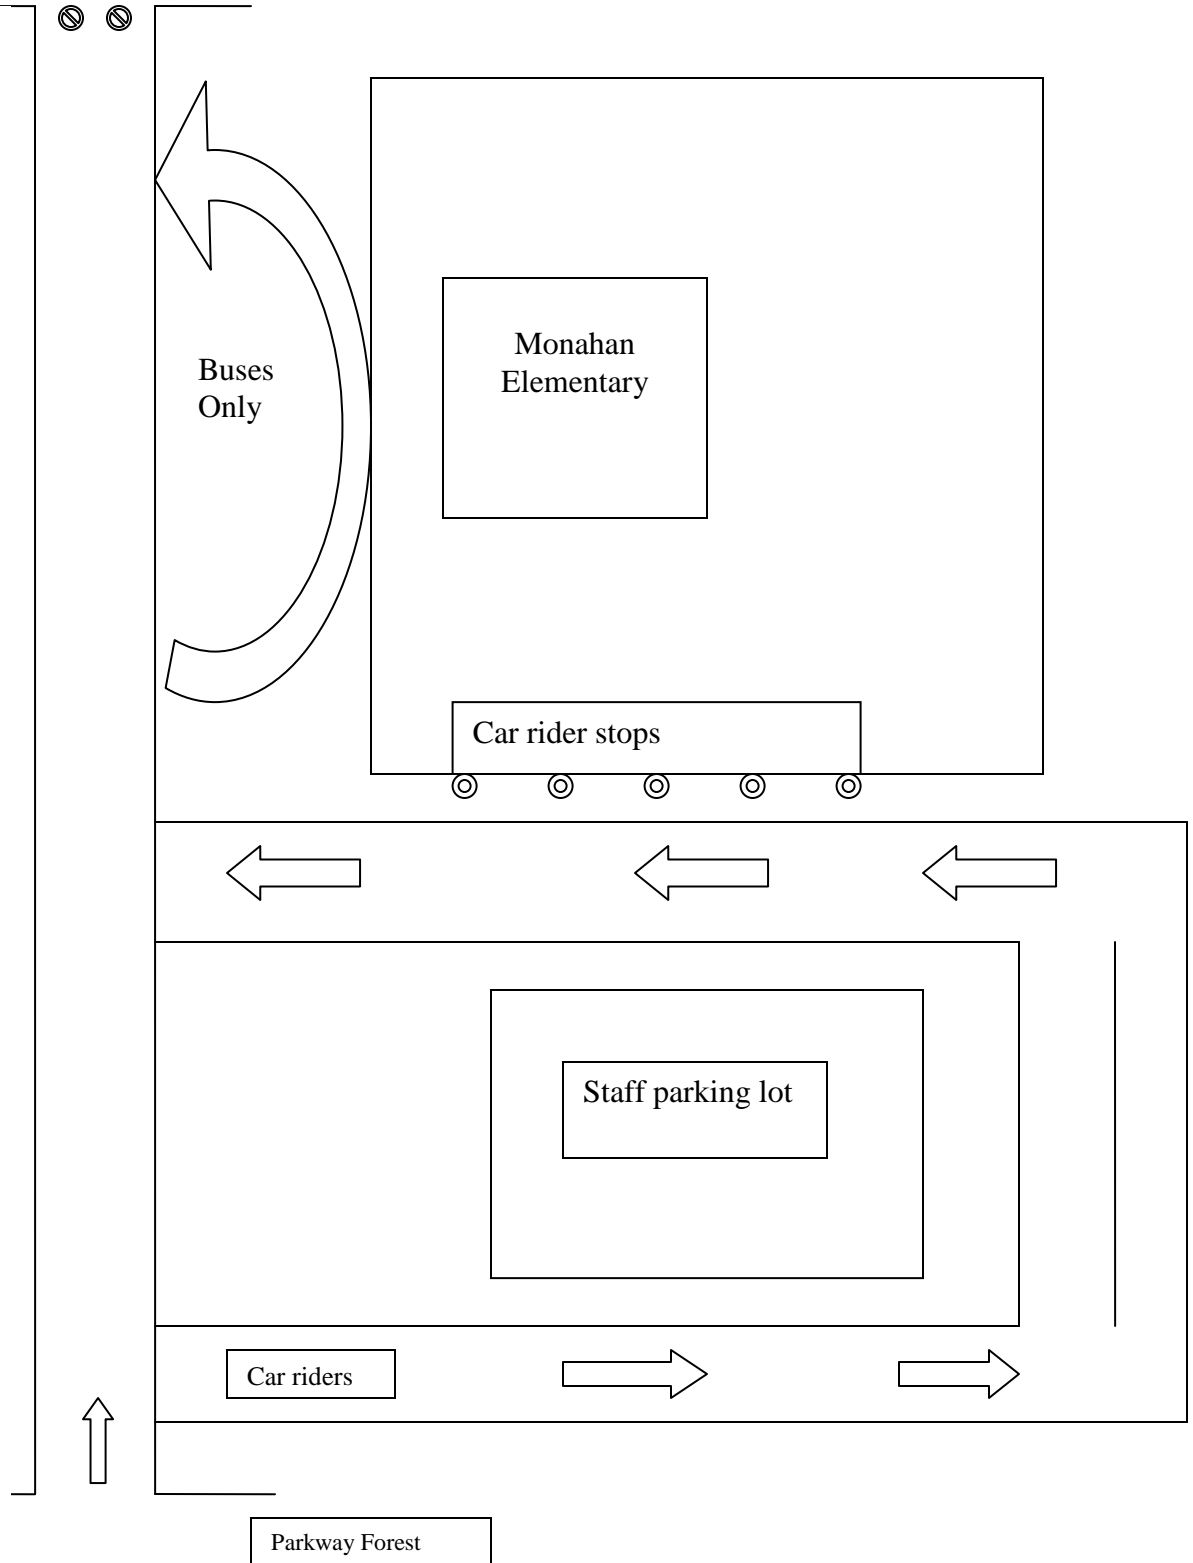 Monahan
Elementary
Buses
Only
Car rider stops
Staff parking lot
Car riders
Parkway Forest